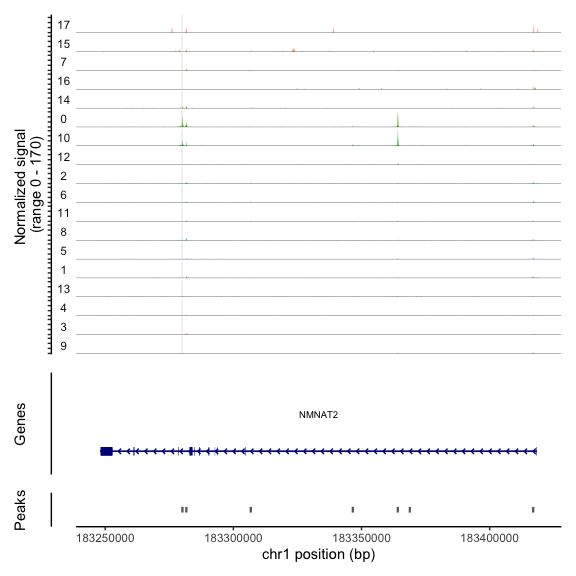 17
15
7
16
14
0
10
12
2
6
11
8
5
1
13
4
3
9
Normalized signal
(range 0 - 170)
Genes
NMNAT2
Peaks
183250000 183300000 183350000 183400000
chr1 position (bp)